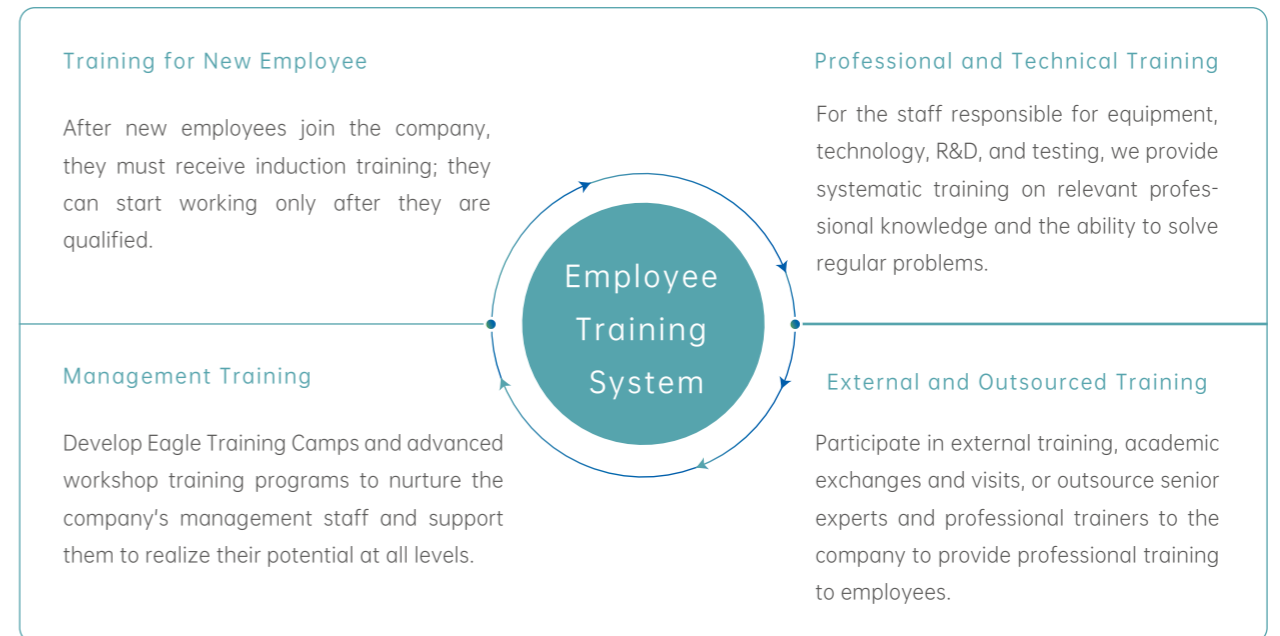 Training for New Employee
After new employees join the company,
they must receive induction training; they
can start working only after they are
qualified.
Professional and Technical Training
For the staff responsible for equipment,
technology, R&D, and testing, we provide
systematic training on relevant profes-
sional knowledge and the ability to solve
regular problems.
Employee
Training
System
Management Training
Develop Eagle Training Camps and advanced
workshop training programs to nurture the
company's management staff and support
them to realize their potential at all levels.
External and Outsourced Training
Participate in external training, academic
exchanges and visits, or outsource senior
experts and professional trainers to the
company to provide professional training
to employees.